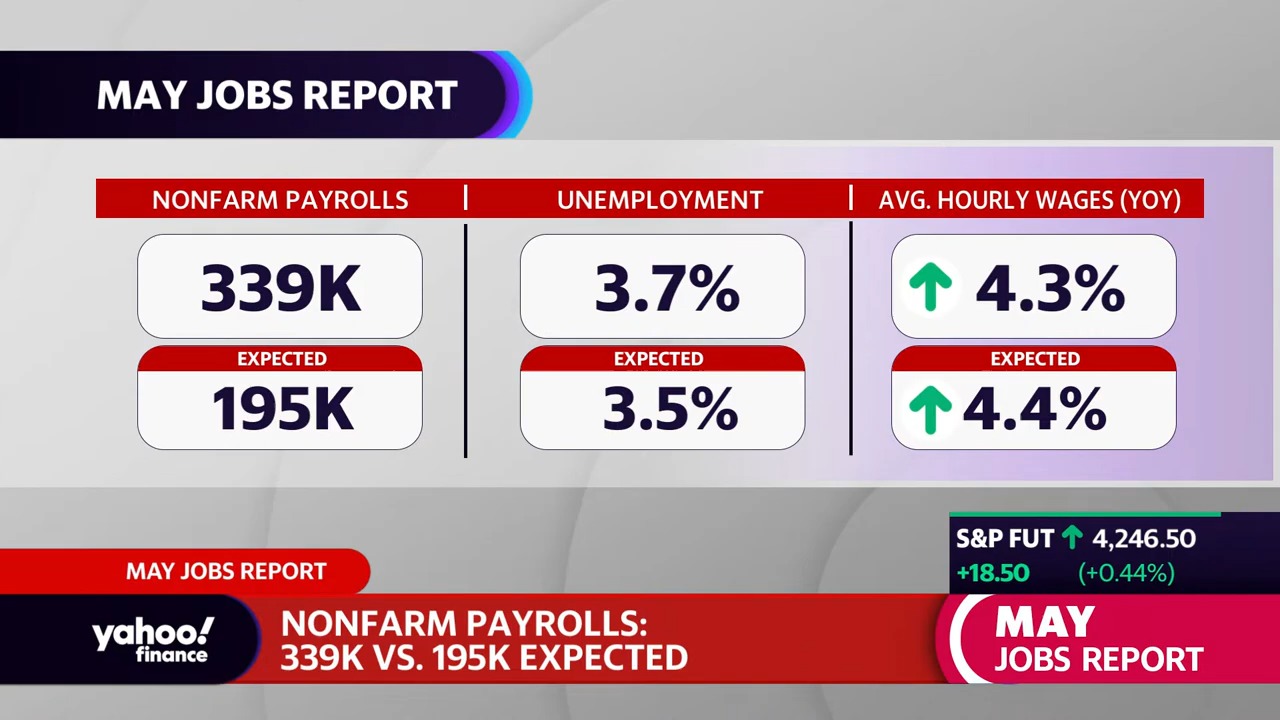 MAY JOBS REPORT
NONFARM PAYROLLS
UNEMPLOYMENT
AVG. HOURLY WAGES (YOY)
339K
3.7%
4.3%
EXPECTED
EXPECTED
EXPECTED
195K
3.5%
4.4%
S&P FUT 4,246.50
+18.50 (+0.44%)
MAY JOBS REPORT
yahoo!
finance
NONFARM PAYROLLS:
339K VS. 195K EXPECTED
MAY
JOBS REPORT